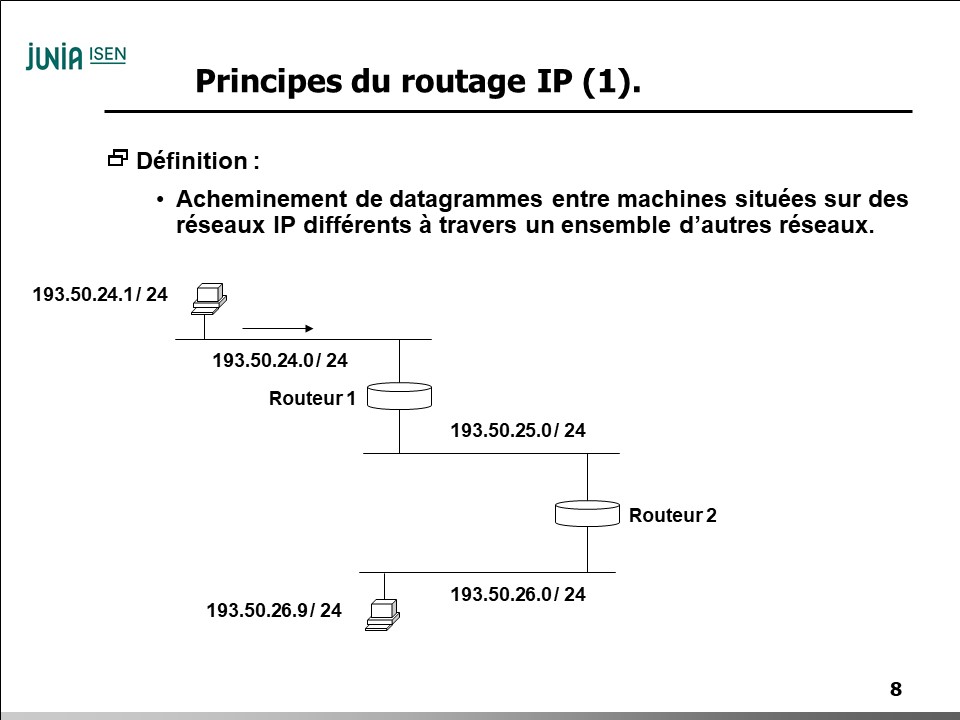 JUNIA ISEN
Principes du routage IP (1).
Définition :
• Acheminement de datagrammes entre machines situées sur des
réseaux IP différents à travers un ensemble d’autres réseaux.
193.50.24.1 / 24
193.50.24.0 / 24
Routeur 1
193.50.25.0 / 24
Routeur 2
193.50.26.0 / 24
193.50.26.9 / 24
8